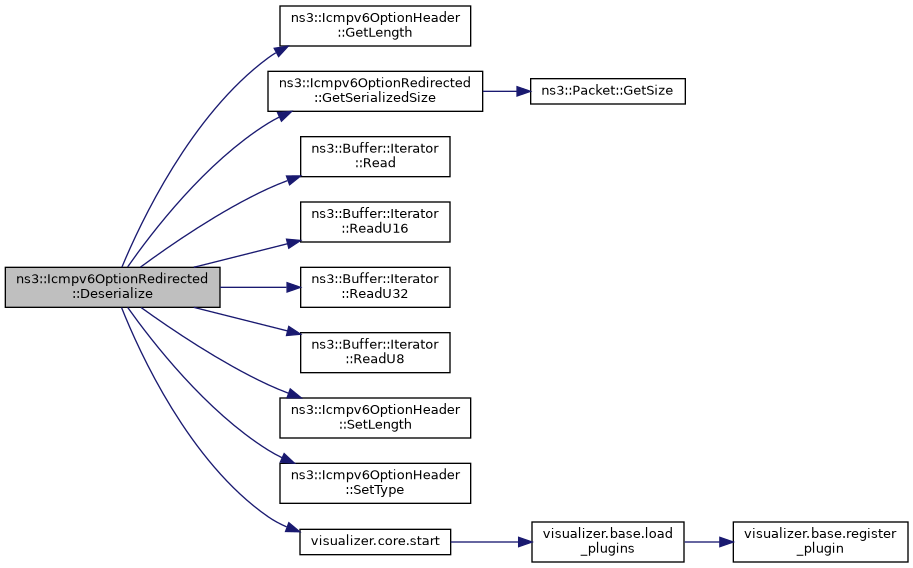 ns3::Icmpv6OptionHeader
::GetLength
ns3::Icmpv6OptionRedirected
::GetSerializedSize
ns3::Packet::GetSize
ns3::Buffer::Iterator
::Read
ns3::Buffer::Iterator
::ReadU16
ns3::Icmpv6OptionRedirected
::Deserialize
ns3::Buffer::Iterator
::ReadU32
ns3::Buffer::Iterator
::ReadU8
ns3::Icmpv6OptionHeader
::SetLength
ns3::Icmpv6OptionHeader
::SetType
visualizer.core.start
visualizer.base.load
_plugins
visualizer.base.register
_plugin